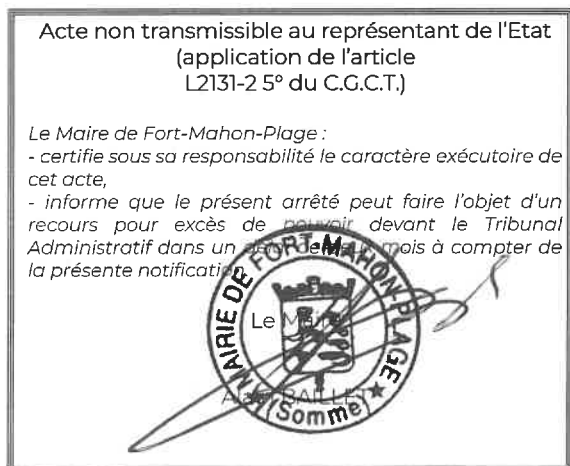 Acte non transmissible au représentant de l'Etat
(application de l'article
L2131-2 5° du C.G.C.T.)
Le Maire de Fort-Mahon-Plage :
- certifie sous sa responsabilité le caractère exécutoire de
cet acte,
- informe que le présent arrêté peut faire l'objet d'un
recours pour excès de pouvoir devant le Tribunal
Administratif dans un mois à compter de
la présente
MAIRIE DE FORT-MAHON-PLAGE
Le Maire
BAILLET
(Somme)